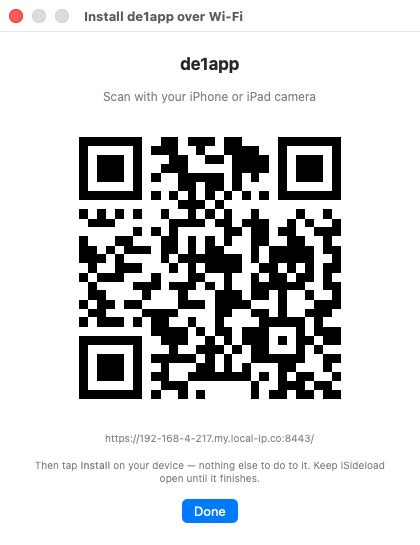 Install de1app over Wi-Fi
de1app
Scan with your iPhone or iPad camera
https://192-168-4-217.my.local-ip.co:8443/
Then tap Install on your device — nothing else to do to it. Keep iSideload
open until it finishes.
Done